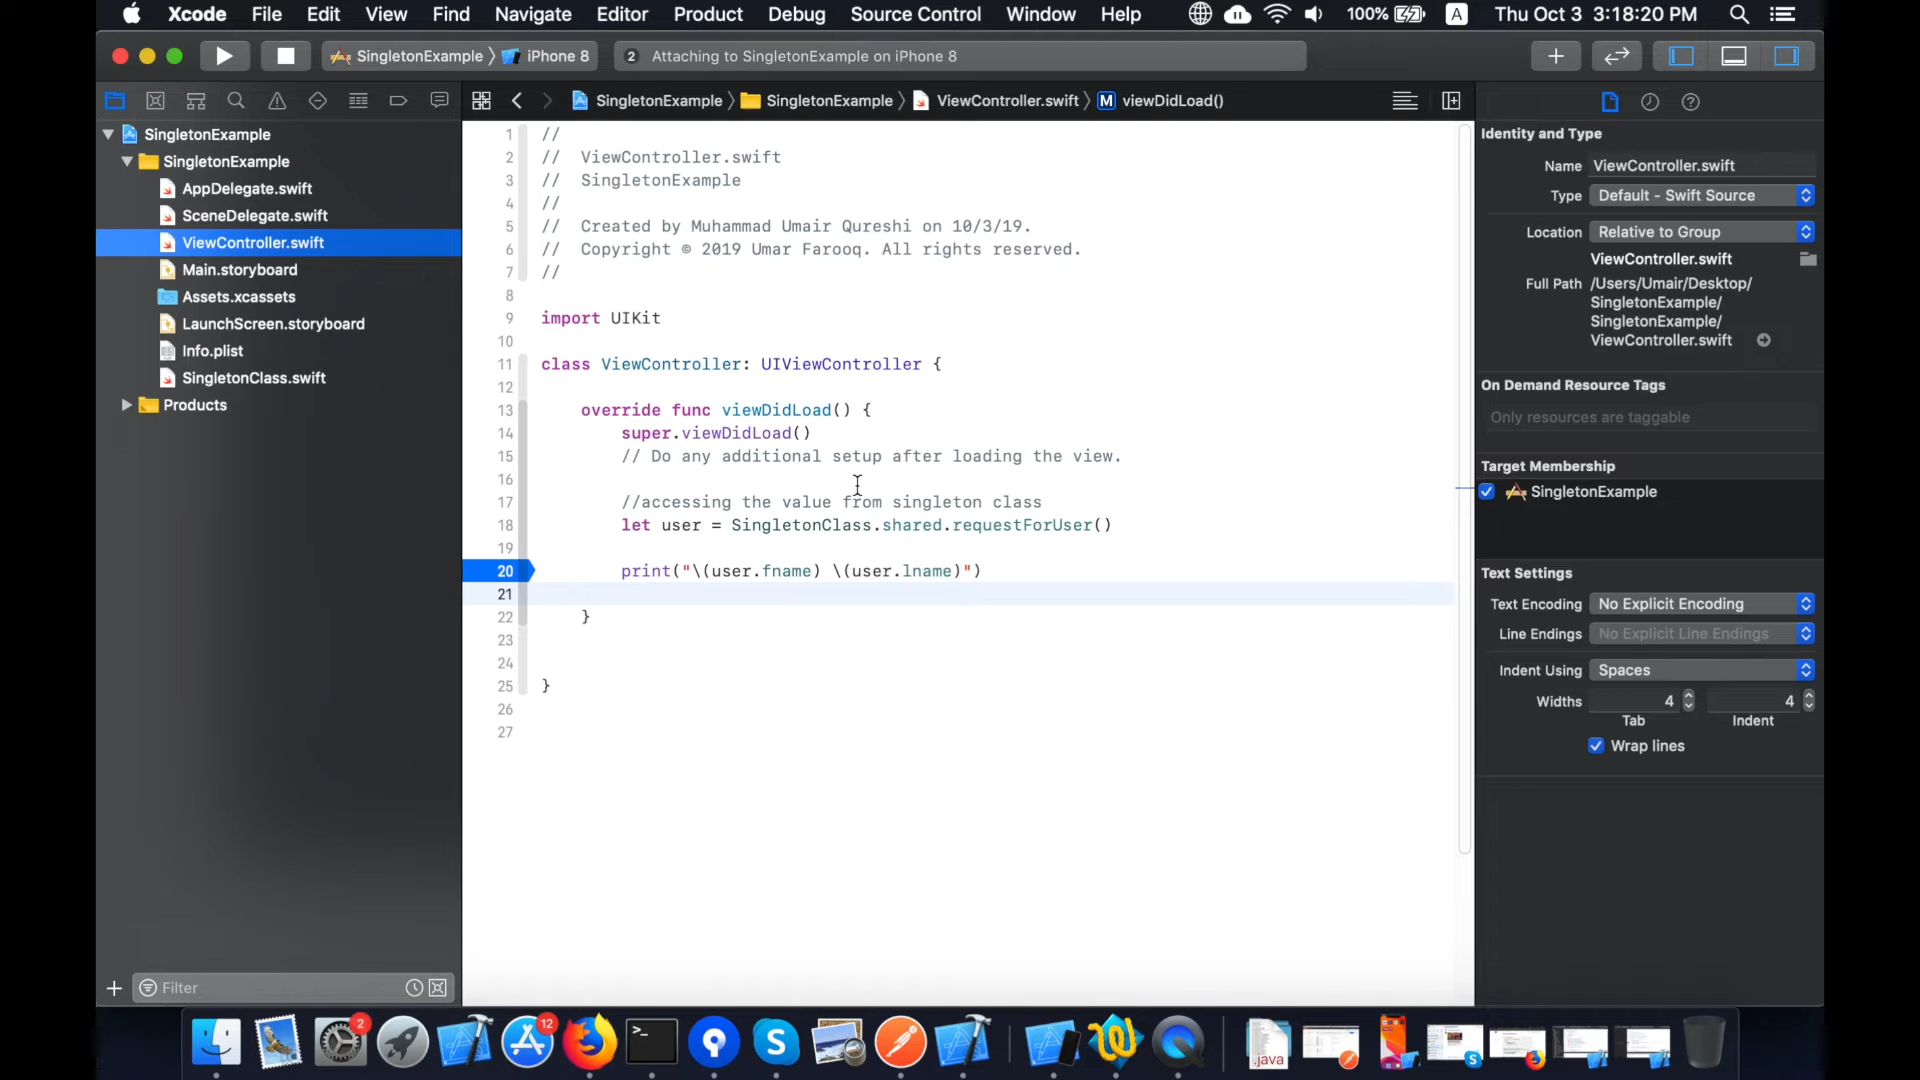 Xcode File Edit View Find Navigate Editor Product Debug Source Control Window Help 100% A Thu Oct 3 3:18:20 PM
SingletonExample iPhone 8 2 Attaching to SingletonExample on iPhone 8
SingletonExample SingletonExample ViewController.swift M viewDidLoad()
SingletonExample
SingletonExample
AppDelegate.swift
SceneDelegate.swift
ViewController.swift
Main.storyboard
Assets.xcassets
LaunchScreen.storyboard
Info.plist
SingletonClass.swift
Products
Filter
1 //
2 // ViewController.swift
3 // SingletonExample
4 //
5 // Created by Muhammad Umair Qureshi on 10/3/19.
6 // Copyright © 2019 Umar Farooq. All rights reserved.
7 //
8
9 import UIKit
10
11 class ViewController: UIViewController {
12
13 override func viewDidLoad() {
14 super.viewDidLoad()
15 // Do any additional setup after loading the view.
16
17 //accessing the value from singleton class
18 let user = SingletonClass.shared.requestForUser()
19
20 print("\(user.fname) \(user.lname)")
21
22 }
23
24
25 }
26
27
Identity and Type
Name ViewController.swift
Type Default - Swift Source
Location Relative to Group
ViewController.swift
Full Path /Users/Umair/Desktop/
SingletonExample/
SingletonExample/
ViewController.swift
On Demand Resource Tags
Only resources are taggable
Target Membership
SingletonExample
Text Settings
Text Encoding No Explicit Encoding
Line Endings No Explicit Line Endings
Indent Using Spaces
Widths 4 4
Tab Indent
Wrap lines
2 12
.java